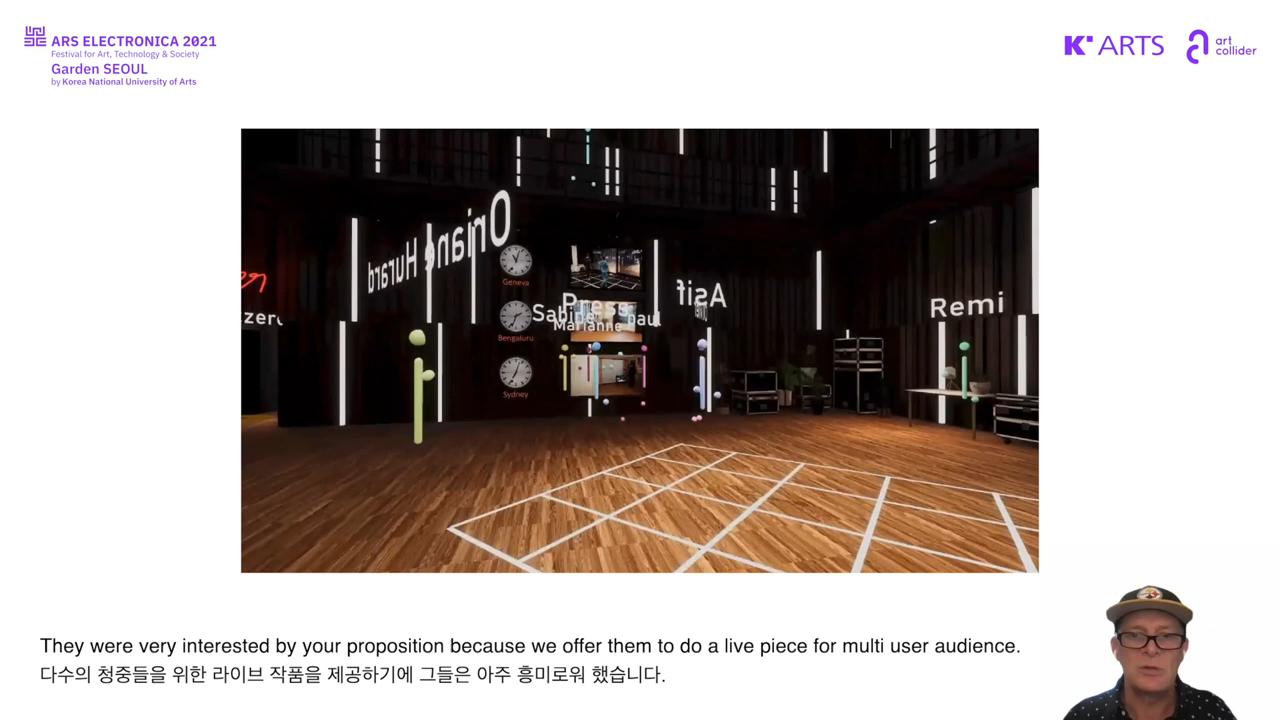 ARS ELECTRONICA 2021
Festival for Art, Technology & Society
Garden SEOUL
by Korea National University of Arts
K' ARTS
art
collider
Oriane Hurard
Geneva
Press
Sabine
paul
Marianne
Asif
Remi
Bengaluru
Sydney
They were very interested by your proposition because we offer them to do a live piece for multi user audience.
다수의 청중들을 위한 라이브 작품을 제공하기에 그들은 아주 흥미로워 했습니다.